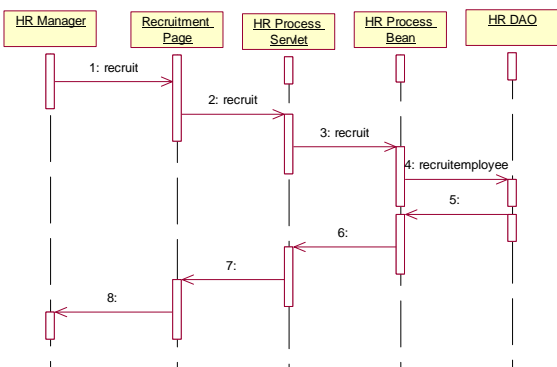 HR Manager
Recruitment
Page
HR Process
Servlet
HR Process
Bean
HR DAO
1: recruit
2: recruit
3: recruit
4: recruitemployee
5:
6:
7:
8: